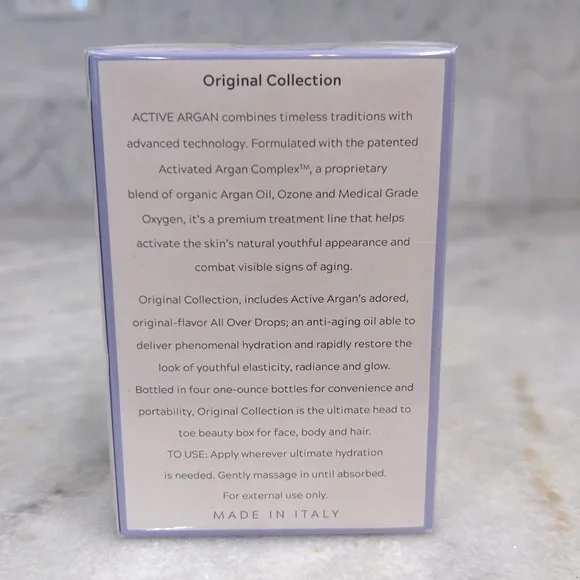 Original Collection
ACTIVE ARGAN combines timeless traditions with
advanced technology. Formulated with the patented
Activated Argan Complex™, a proprietary
blend of organic Argan Oil, Ozone and Medical Grade
Oxygen, it's a premium treatment line that helps
activate the skin's natural youthful appearance and
combat visible signs of aging.
Original Collection, includes Active Argan's adored,
original-flavor All Over Drops; an anti-aging oil able to
deliver phenomenal hydration and rapidly restore the
look of youthful elasticity, radiance and glow.
Bottled in four one-ounce bottles for convenience and
portability, Original Collection is the ultimate head to
toe beauty box for face, body and hair.
TO USE: Apply wherever ultimate hydration
is needed. Gently massage in until absorbed.
For external use only.
MADE IN ITALY